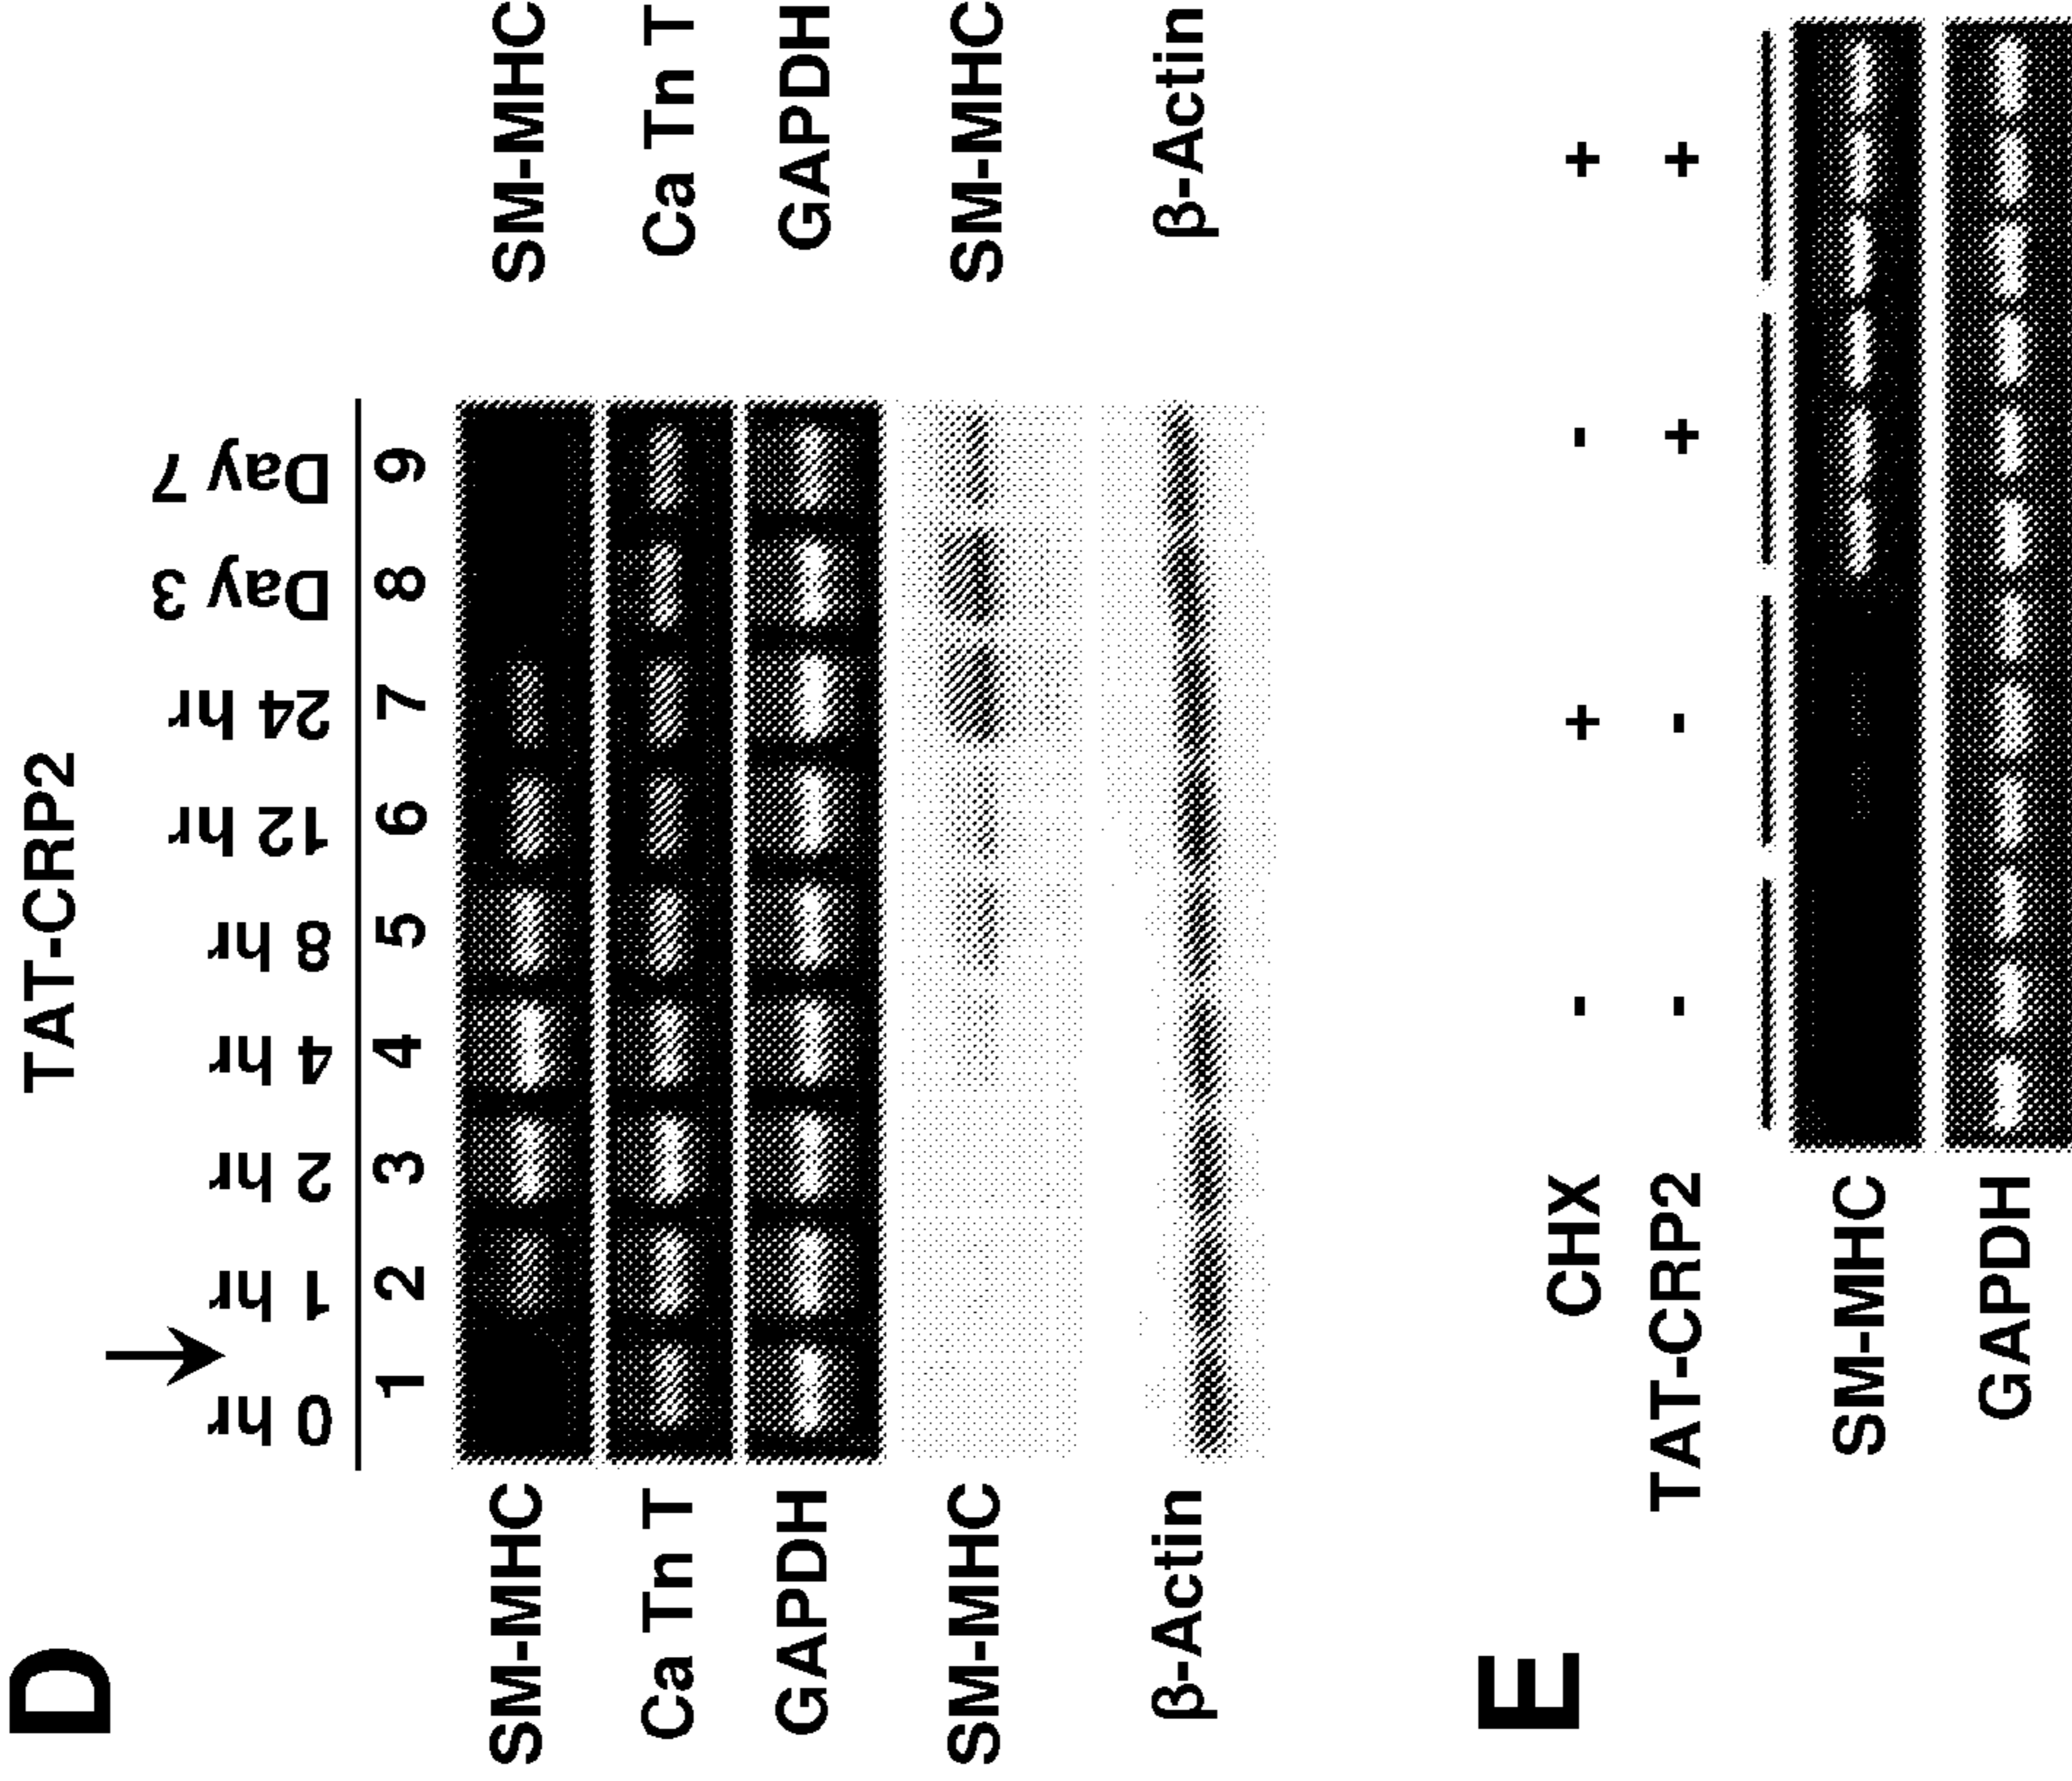 D
TAT-CRP2
0 hr 1 hr 2 hr 4 hr 8 hr 12 hr 24 hr Day 3 Day 7
1 2 3 4 5 6 7 8 9
SM-MHC SM-MHC
Ca Tn T Ca Tn T
GAPDH GAPDH
SM-MHC SM-MHC
β-Actin β-Actin
E
CHX - + - +
TAT-CRP2 - - + +
SM-MHC
GAPDH